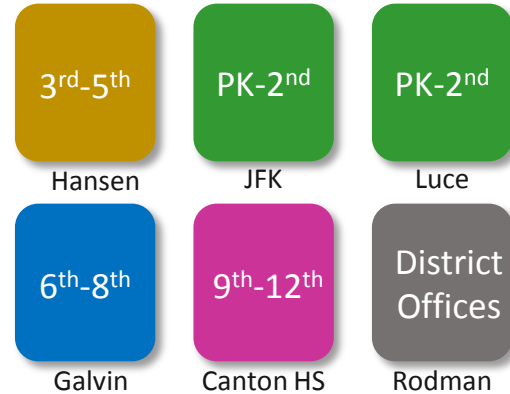 3rd-5th PK-2nd PK-2nd
Hansen JFK Luce
6th-8th 9th-12th District
Offices
Galvin Canton HS Rodman